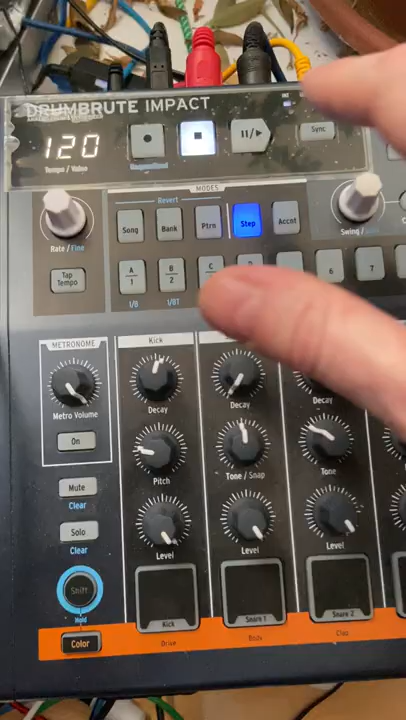 DRUMBRUTE IMPACT
120
Tempo / Value
Sync
MODES
Revert
Song
Bank
Ptrn
Step
Accnt
Rate / Fine
Swing /
Tap
Tempo
A
1
B
2
C
6
7
1/8
1/8T
METRONOME
Metro Volume
On
Kick
Decay
Decay
Decay
Pitch
Tone / Snap
Tone
Level
Level
Level
Mute
Clear
Solo
Clear
Shift
Hold
Color
Kick
Snare 1
Snare 2
Drive
Body
Clap